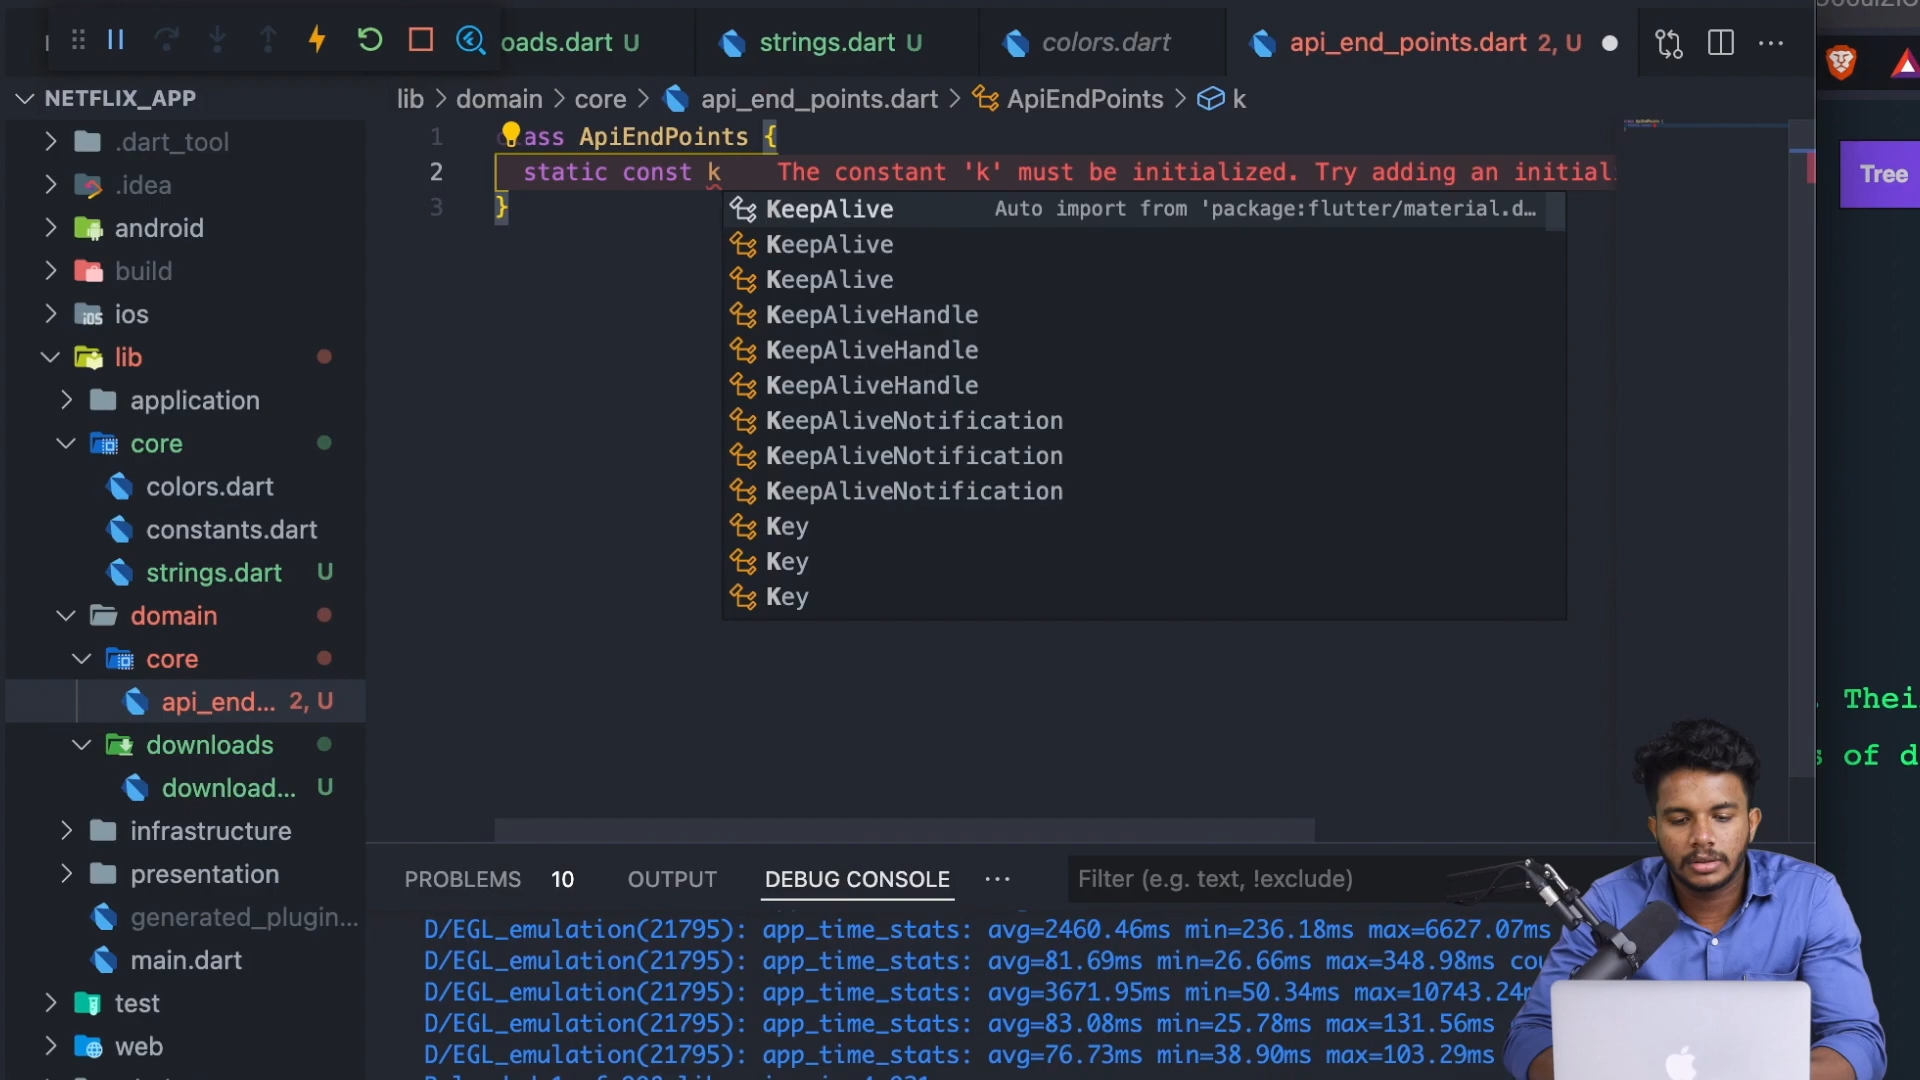 oads.dart U
strings.dart U
colors.dart
api_end_points.dart 2, U
NETFLIX_APP
lib > domain > core > api_end_points.dart > ApiEndPoints > k
.dart_tool
.idea
android
build
ios
lib
application
core
colors.dart
constants.dart
strings.dart U
domain
core
api_end... 2, U
downloads
download... U
infrastructure
presentation
generated_plugin...
main.dart
test
web
1 ass ApiEndPoints {
2 static const k The constant 'k' must be initialized. Try adding an initial
3 }
KeepAlive Auto import from 'package:flutter/material.d…
KeepAlive
KeepAlive
KeepAliveHandle
KeepAliveHandle
KeepAliveHandle
KeepAliveNotification
KeepAliveNotification
KeepAliveNotification
Key
Key
Key
PROBLEMS 10 OUTPUT DEBUG CONSOLE ··· Filter (e.g. text, !exclude)
D/EGL_emulation(21795): app_time_stats: avg=2460.46ms min=236.18ms max=6627.07ms
D/EGL_emulation(21795): app_time_stats: avg=81.69ms min=26.66ms max=348.98ms cou
D/EGL_emulation(21795): app_time_stats: avg=3671.95ms min=50.34ms max=10743.24m
D/EGL_emulation(21795): app_time_stats: avg=83.08ms min=25.78ms max=131.56ms
D/EGL_emulation(21795): app_time_stats: avg=76.73ms min=38.90ms max=103.29ms
Tree
Thei
s of d